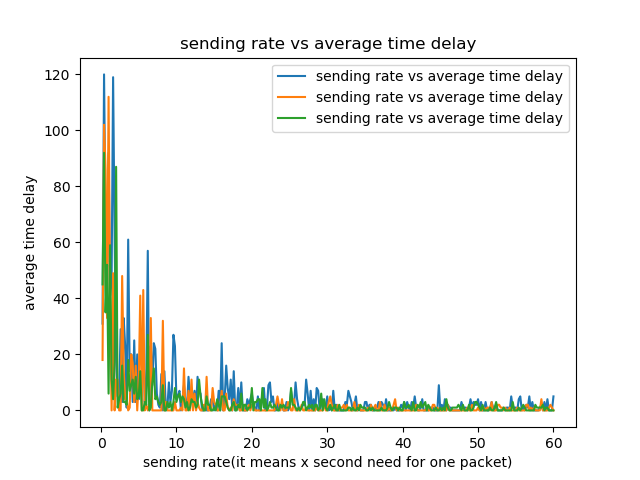 sending rate vs average time delay
sending rate vs average time delay
sending rate vs average time delay
sending rate vs average time delay
120
100
80
60
40
20
0
average time delay
0 10 20 30 40 50 60
sending rate(it means x second need for one packet)